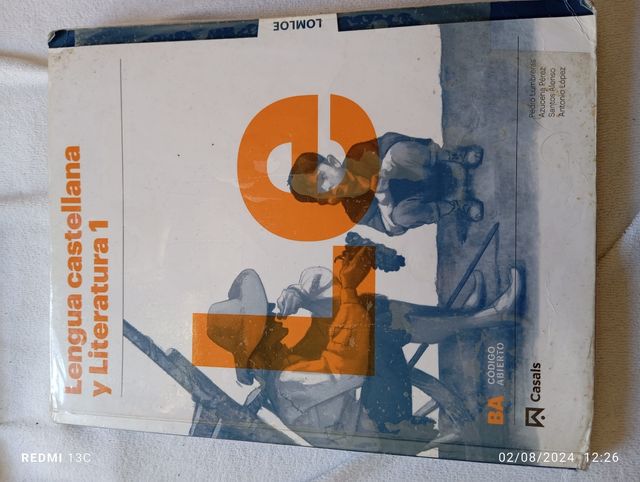 LOMLOE
Pedro Lumbreras
Azucena Pérez
Santos Alonso
Antonio López
Lengua castellana
y Literatura 1
Le
BA CÓDIGO
ABIERTO
Casals
REDMI 13C
02/08/2024 12:26